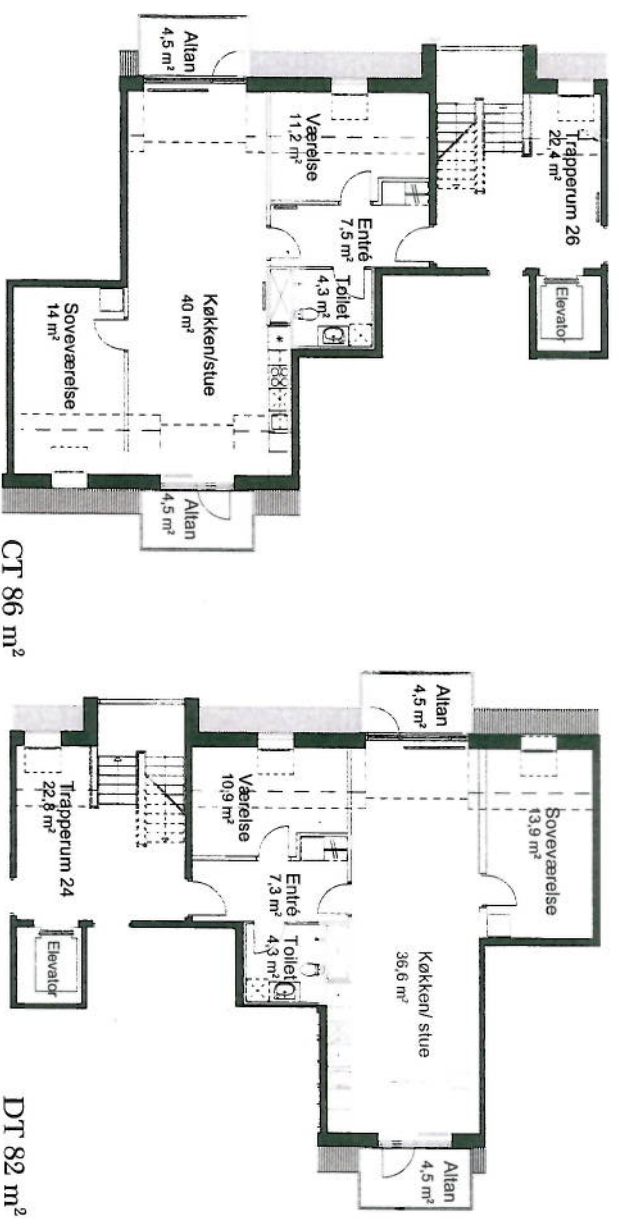 Altan
4,5 m²
Værelse
11,2 m²
Trapperum 26
22,4 m²
Entré
7,5 m²
Toilet
4,3 m²
Elevator
Køkken/stue
40 m²
Soveværelse
14 m²
Altan
4,5 m²
CT 86 m²
Altan
4,5 m²
Soveværelse
13,9 m²
Værelse
10,9 m²
Trapperum 24
22,8 m²
Entré
7,3 m²
Toilet
4,3 m²
Elevator
Køkken/ stue
36,6 m²
Altan
4,5 m²
DT 82 m²